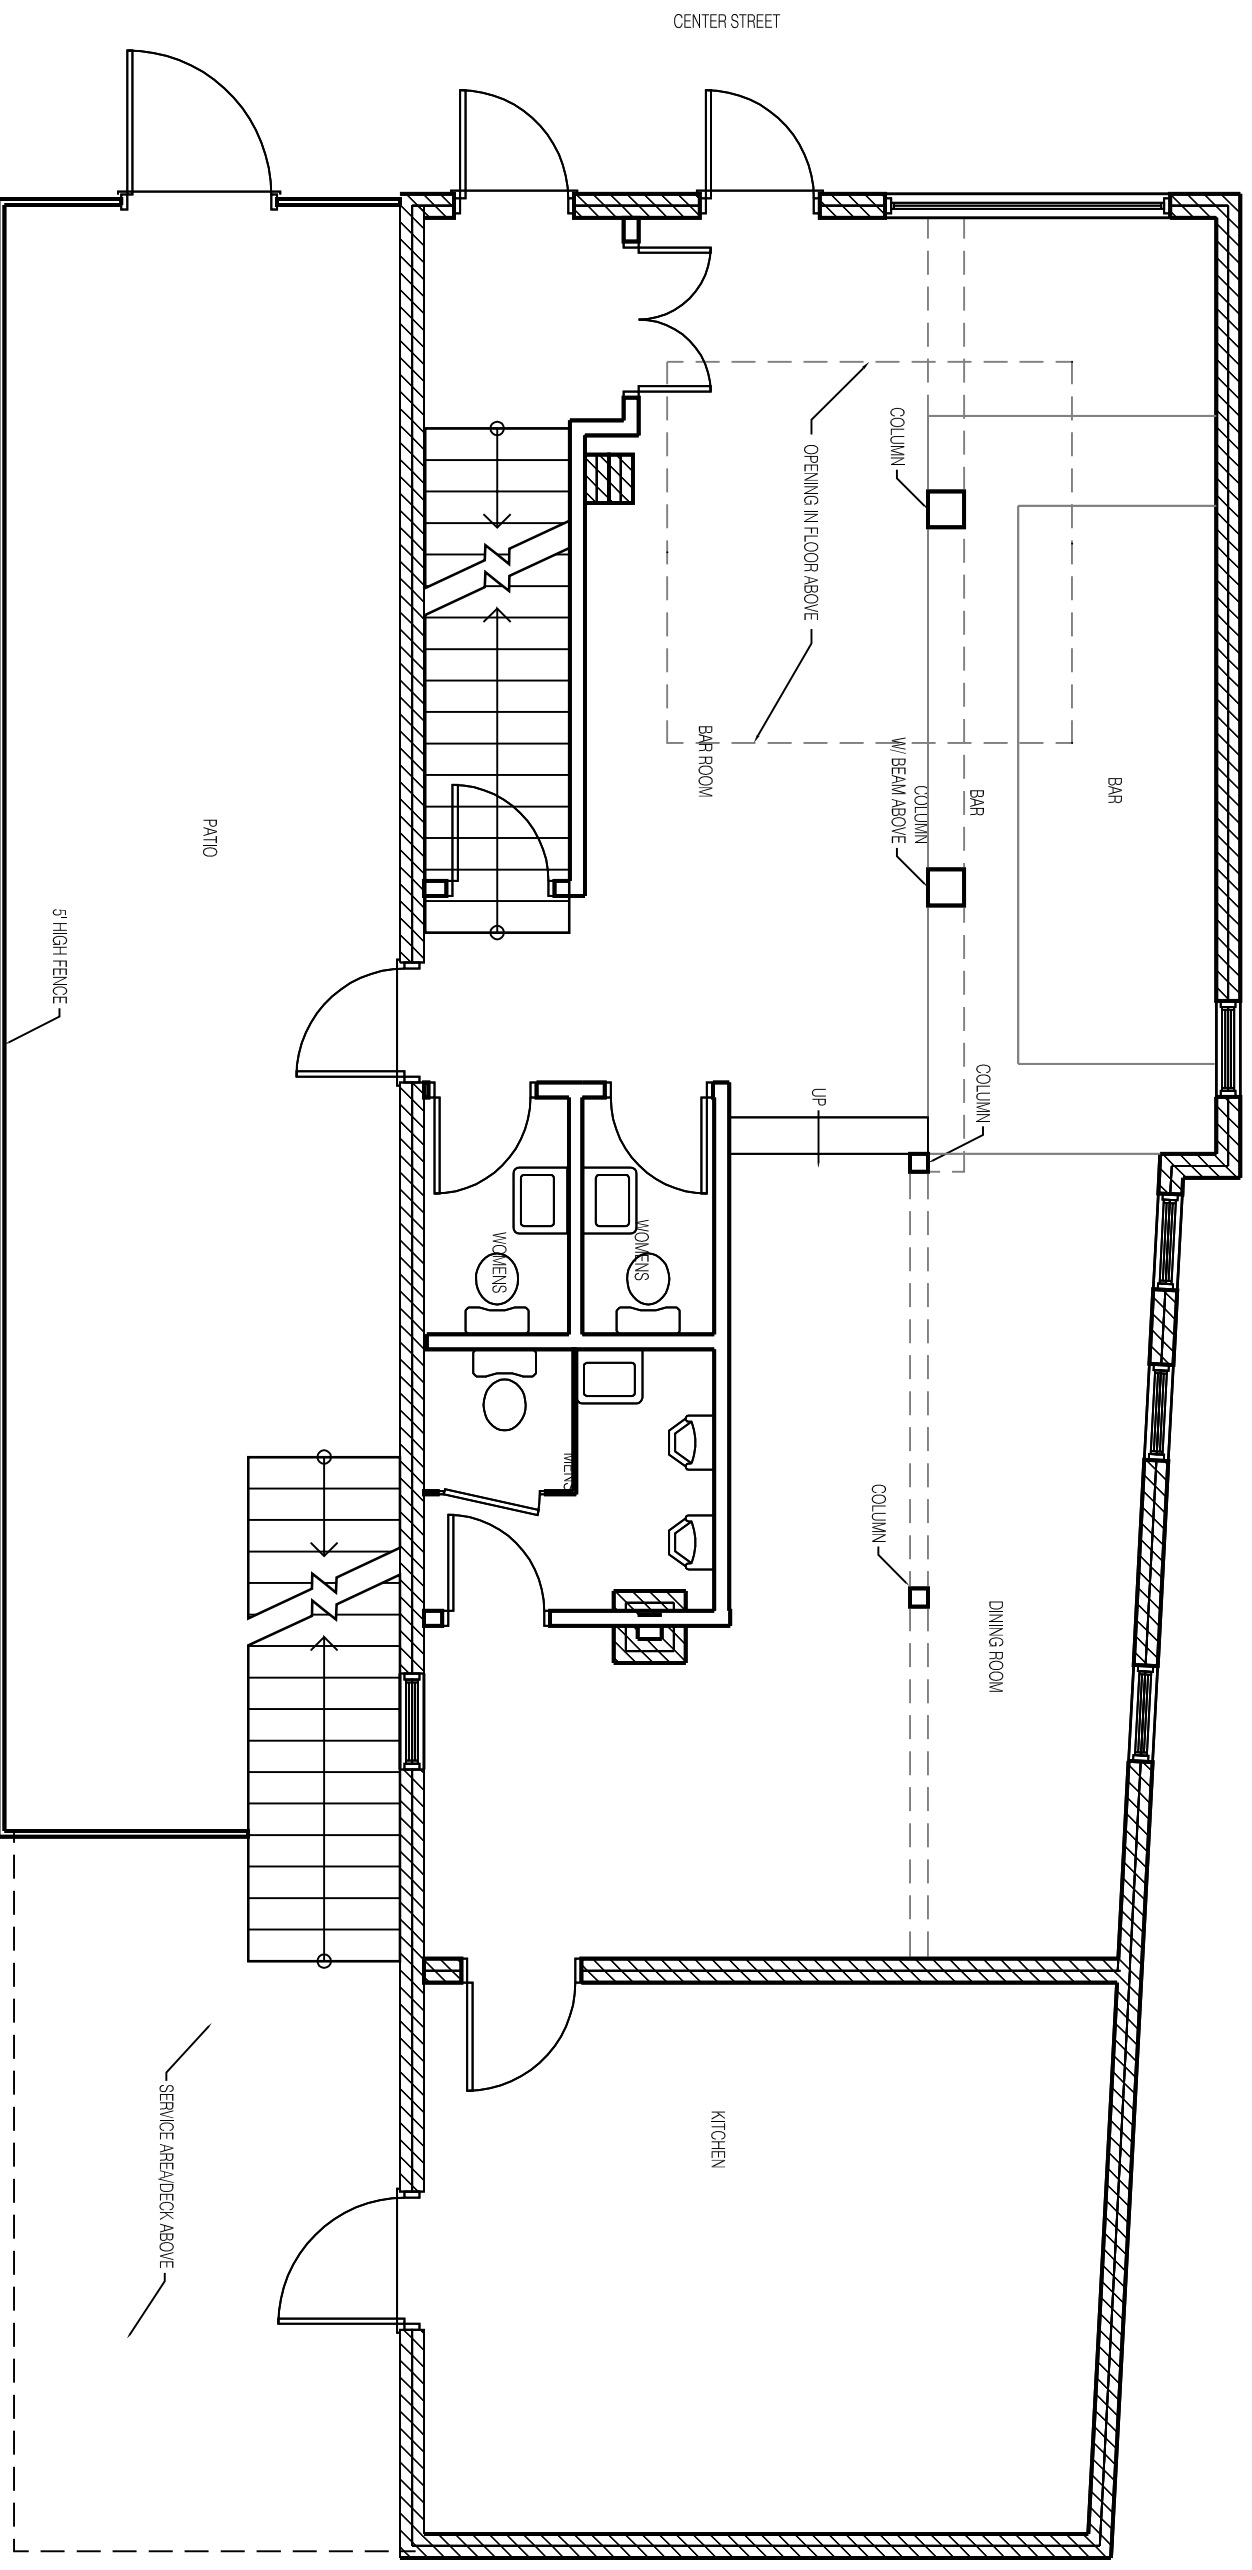 CENTER STREET
COLUMN
OPENING IN FLOOR ABOVE
BAR ROOM
COLUMN
W/ BEAM ABOVE
BAR
BAR
PATIO
5' HIGH FENCE
UP
COLUMN
WOMENS
WOMENS
MENS
COLUMN
DINING ROOM
SERVICE AREA/DECK ABOVE
KITCHEN